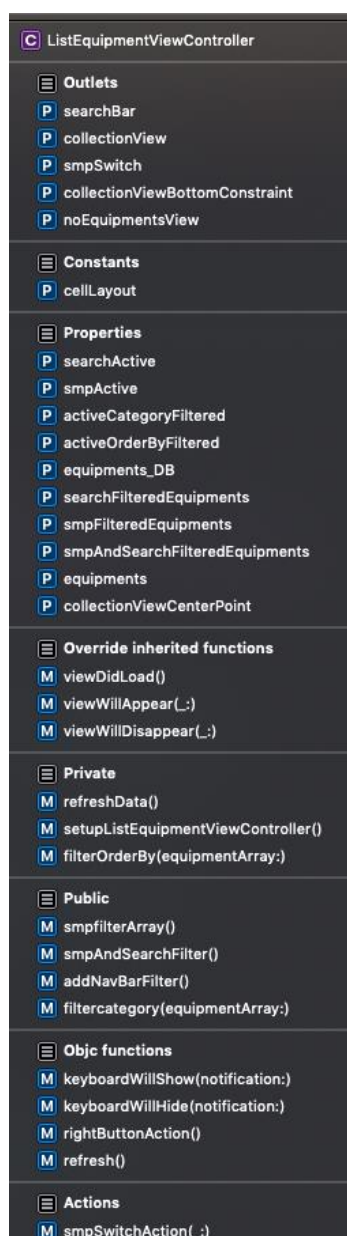 C ListEquipmentViewController
Outlets
P searchBar
P collectionView
P smpSwitch
P collectionViewBottomConstraint
P noEquipmentsView
Constants
P cellLayout
Properties
P searchActive
P smpActive
P activeCategoryFiltered
P activeOrderByFiltered
P equipments_DB
P searchFilteredEquipments
P smpFilteredEquipments
P smpAndSearchFilteredEquipments
P equipments
P collectionViewCenterPoint
Override inherited functions
M viewDidLoad()
M viewWillAppear(_:)
M viewWillDisappear(_:)
Private
M refreshData()
M setupListEquipmentViewController()
M filterOrderBy(equipmentArray:)
Public
M smpfilterArray()
M smpAndSearchFilter()
M addNavBarFilter()
M filtercategory(equipmentArray:)
Objc functions
M keyboardWillShow(notification:)
M keyboardWillHide(notification:)
M rightButtonAction()
M refresh()
Actions
M smpSwitchAction(_:)